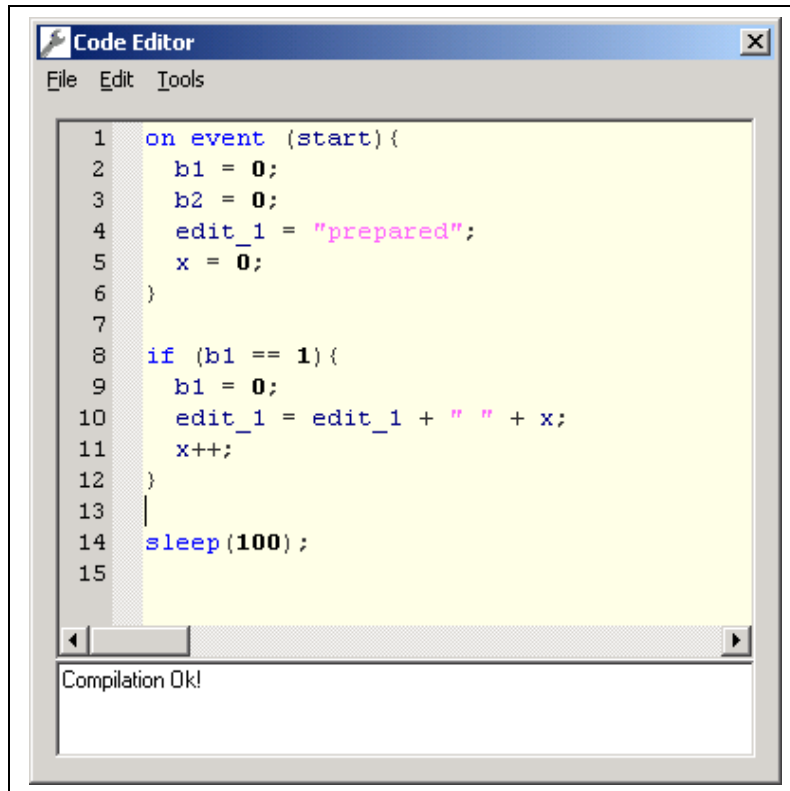 Code Editor
File Edit Tools
1 on event (start){
2   b1 = 0;
3   b2 = 0;
4   edit_1 = "prepared";
5   x = 0;
6 }
7
8 if (b1 == 1){
9   b1 = 0;
10   edit_1 = edit_1 + " " + x;
11   x++;
12 }
13
14 sleep(100);
15
Compilation Ok!